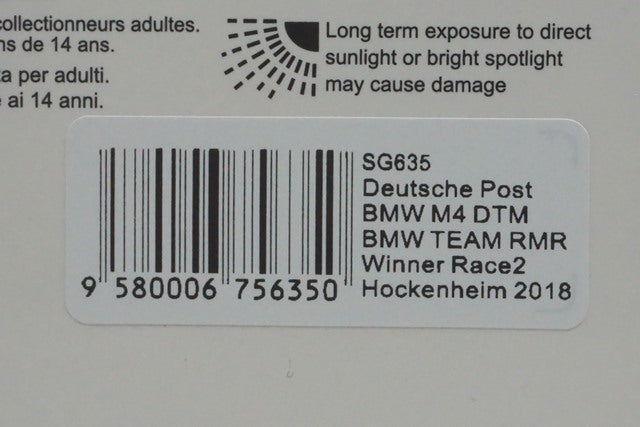 collectionneurs adultes.
ns de 14 ans.
ta per adulti.
ai 14 anni.
Long term exposure to direct
sunlight or bright spotlight
may cause damage
SG635
Deutsche Post
BMW M4 DTM
BMW TEAM RMR
Winner Race2
Hockenheim 2018
9 580006 756350